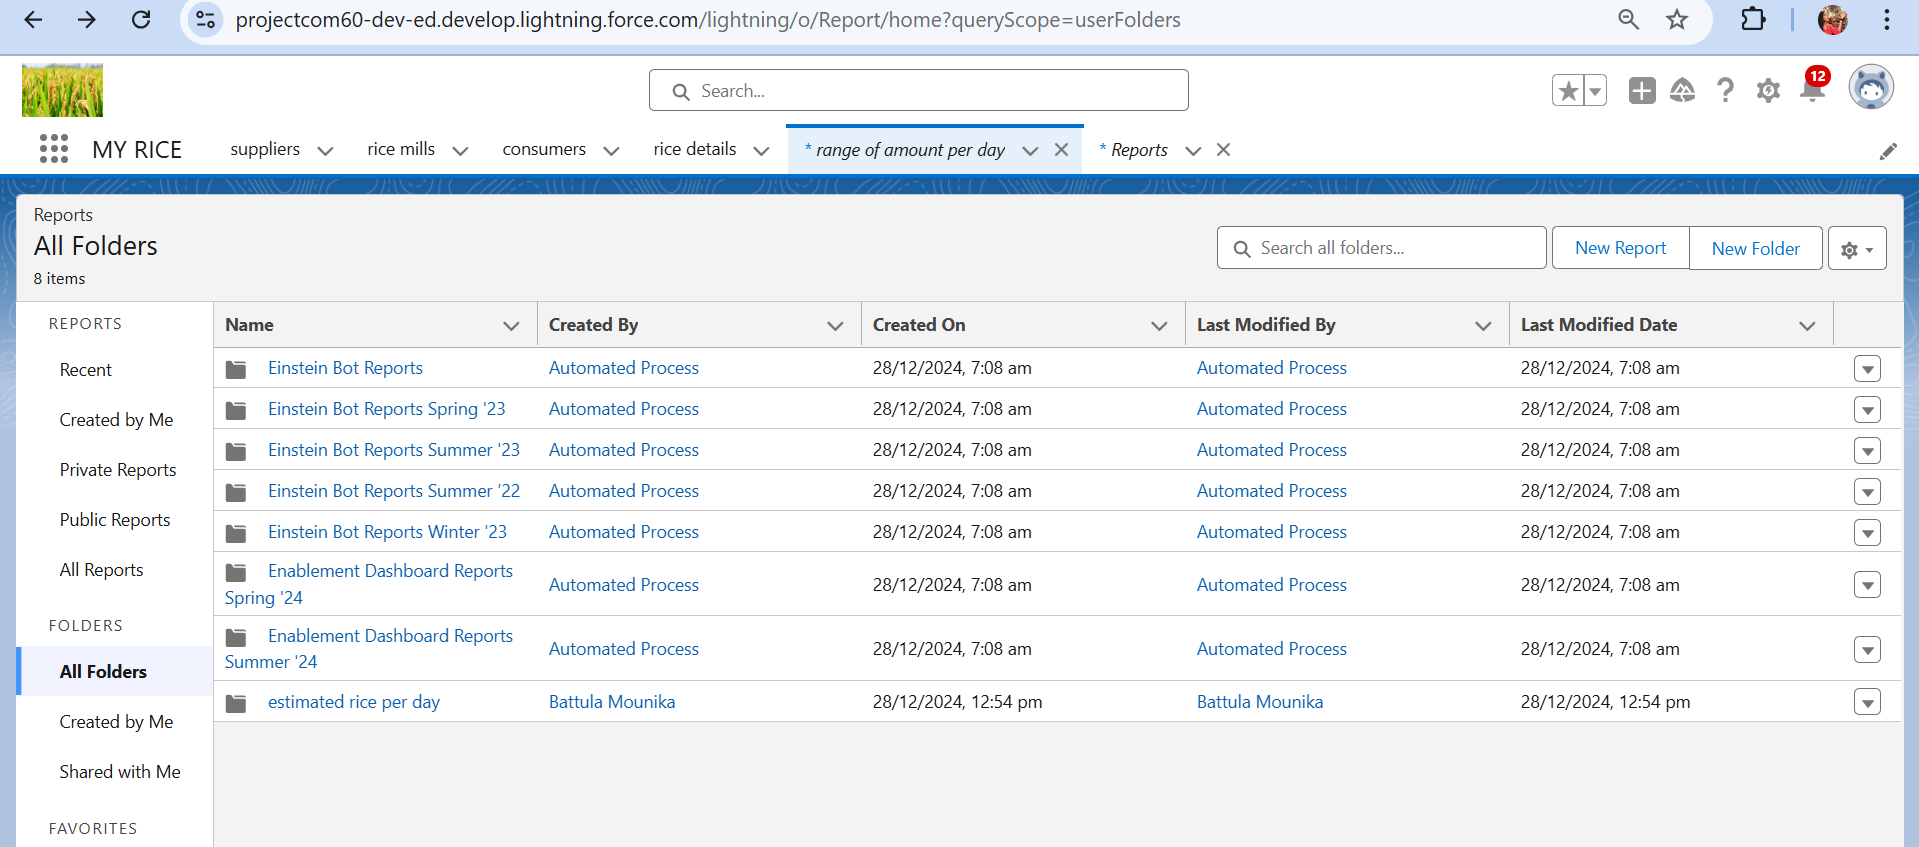 projectcom60-dev-ed.develop.lightning.force.com/lightning/o/Report/home?queryScope=userFolders
Search...
12
MY RICE
suppliers
rice mills
consumers
rice details
* range of amount per day
* Reports
Reports
All Folders
8 items
Search all folders...
New Report
New Folder
REPORTS
Recent
Created by Me
Private Reports
Public Reports
All Reports
FOLDERS
All Folders
Created by Me
Shared with Me
FAVORITES
Name Created By Created On Last Modified By Last Modified Date
Einstein Bot Reports Automated Process 28/12/2024, 7:08 am Automated Process 28/12/2024, 7:08 am
Einstein Bot Reports Spring '23 Automated Process 28/12/2024, 7:08 am Automated Process 28/12/2024, 7:08 am
Einstein Bot Reports Summer '23 Automated Process 28/12/2024, 7:08 am Automated Process 28/12/2024, 7:08 am
Einstein Bot Reports Summer ‘22 Automated Process 28/12/2024, 7:08 am Automated Process 28/12/2024, 7:08 am
Einstein Bot Reports Winter '23 Automated Process 28/12/2024, 7:08 am Automated Process 28/12/2024, 7:08 am
Enablement Dashboard Reports
Spring '24 Automated Process 28/12/2024, 7:08 am Automated Process 28/12/2024, 7:08 am
Enablement Dashboard Reports
Summer '24 Automated Process 28/12/2024, 7:08 am Automated Process 28/12/2024, 7:08 am
estimated rice per day Battula Mounika 28/12/2024, 12:54 pm Battula Mounika 28/12/2024, 12:54 pm